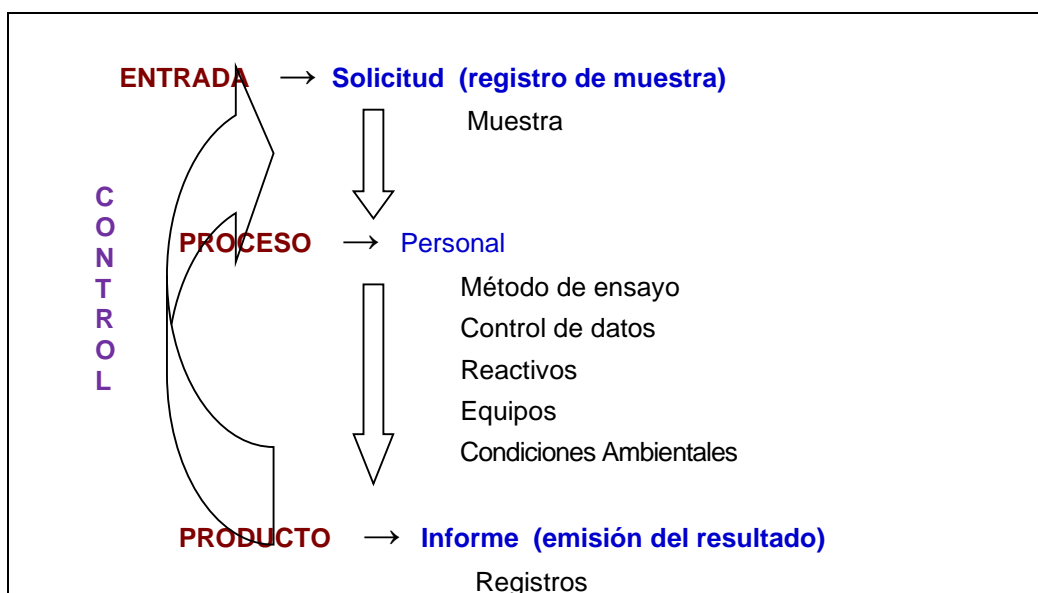 ENTRADA → Solicitud (registro de muestra)
Muestra
CONTROL
PROCESO → Personal
Método de ensayo
Control de datos
Reactivos
Equipos
Condiciones Ambientales
PRODUCTO → Informe (emisión del resultado)
Registros